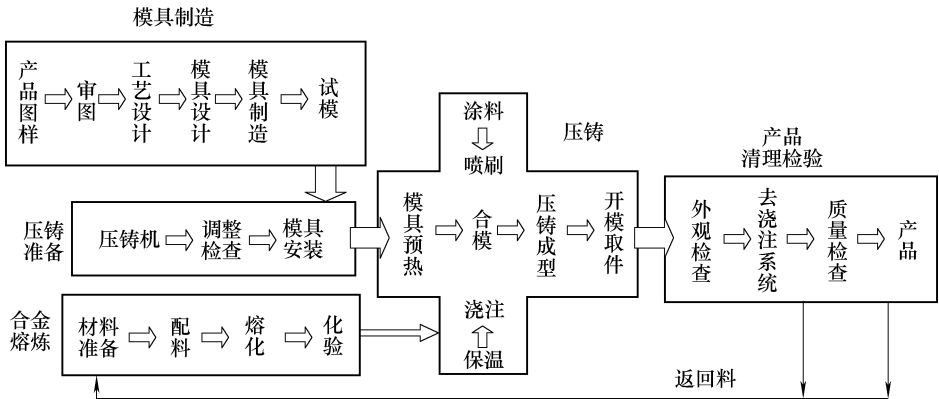 模具制造
产品图样
审图
工艺设计
模具设计
模具制造
试模
压铸准备
压铸机
调整检查
模具安装
合金熔炼
材料准备
配料
熔化
化验
压铸
涂料
喷刷
模具预热
合模
压铸成型
开模取件
浇注
保温
产品
清理检验
外观检查
去浇注系统
质量检查
产品
返回料